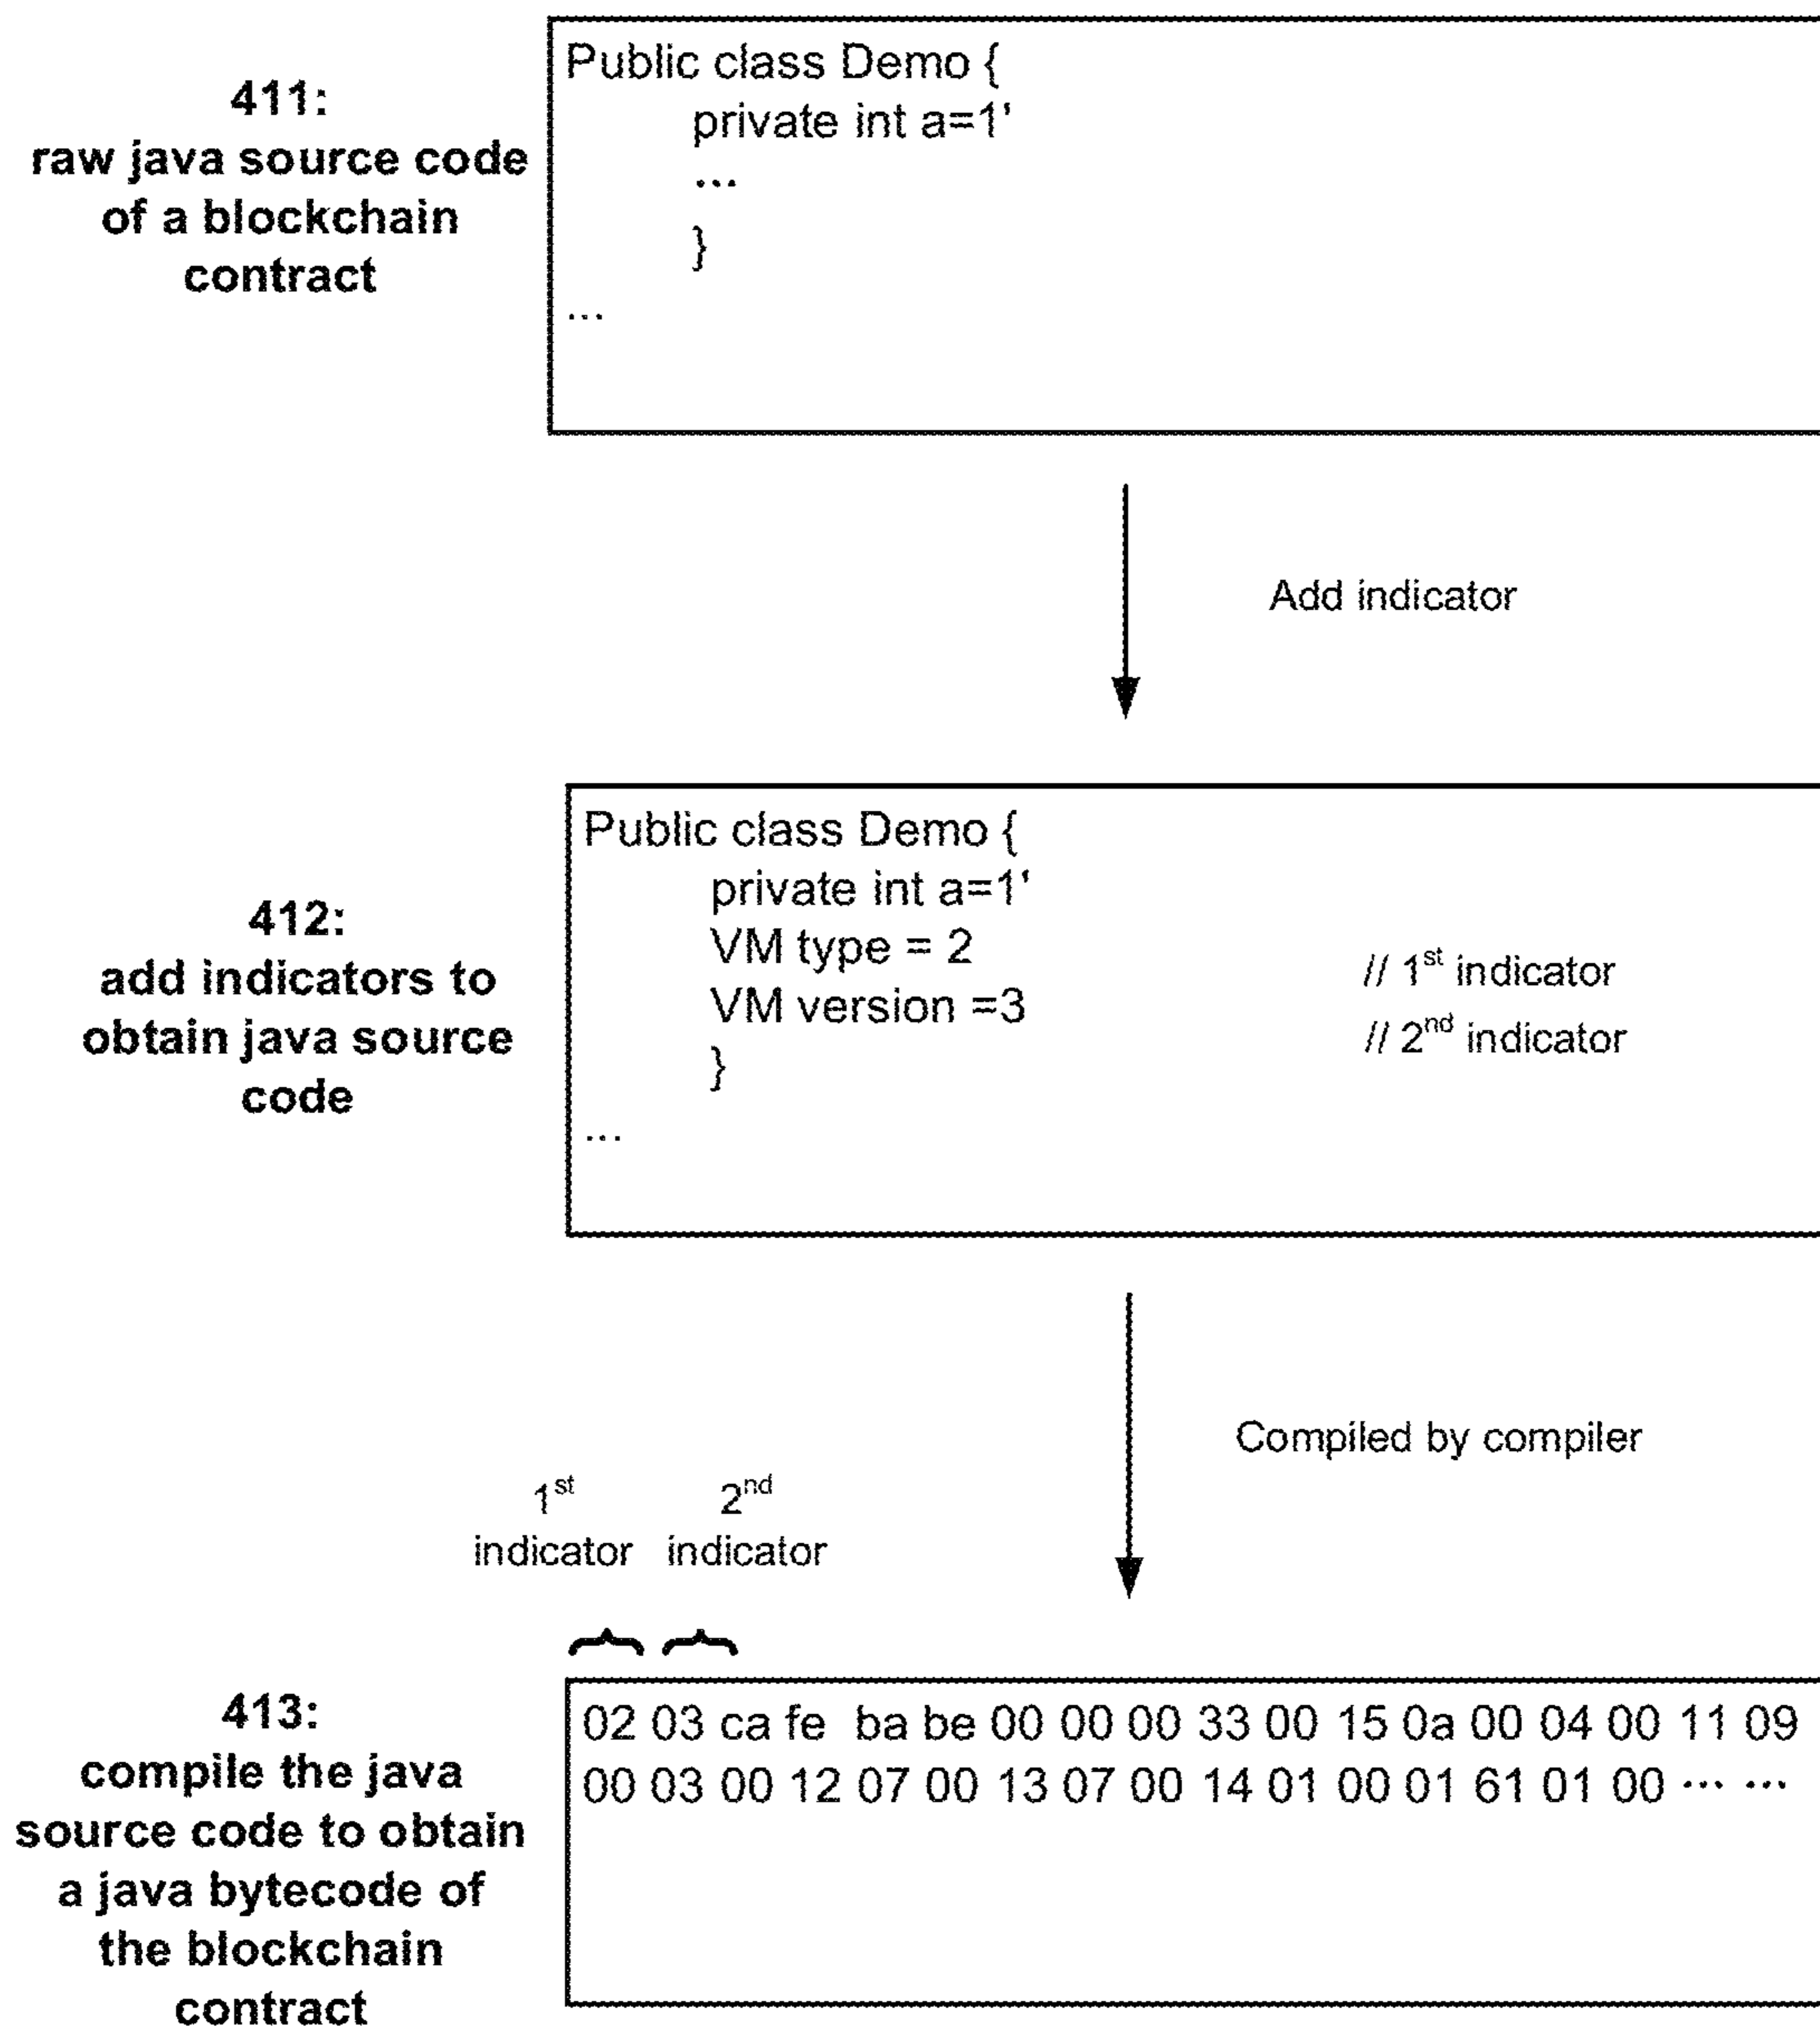 411:
raw java source code
of a blockchain
contract
Public class Demo {
private int a=1'
...
}
...
Add indicator
412:
add indicators to
obtain java source
code
Public class Demo {
private int a=1'
VM type = 2
VM version =3
}
...
// 1st indicator
// 2nd indicator
Compiled by compiler
1st
indicator
2nd
indicator
413:
compile the java
source code to obtain
a java bytecode of
the blockchain
contract
02 03 ca fe ba be 00 00 00 33 00 15 0a 00 04 00 11 09
00 03 00 12 07 00 13 07 00 14 01 00 01 61 01 00 ... ...